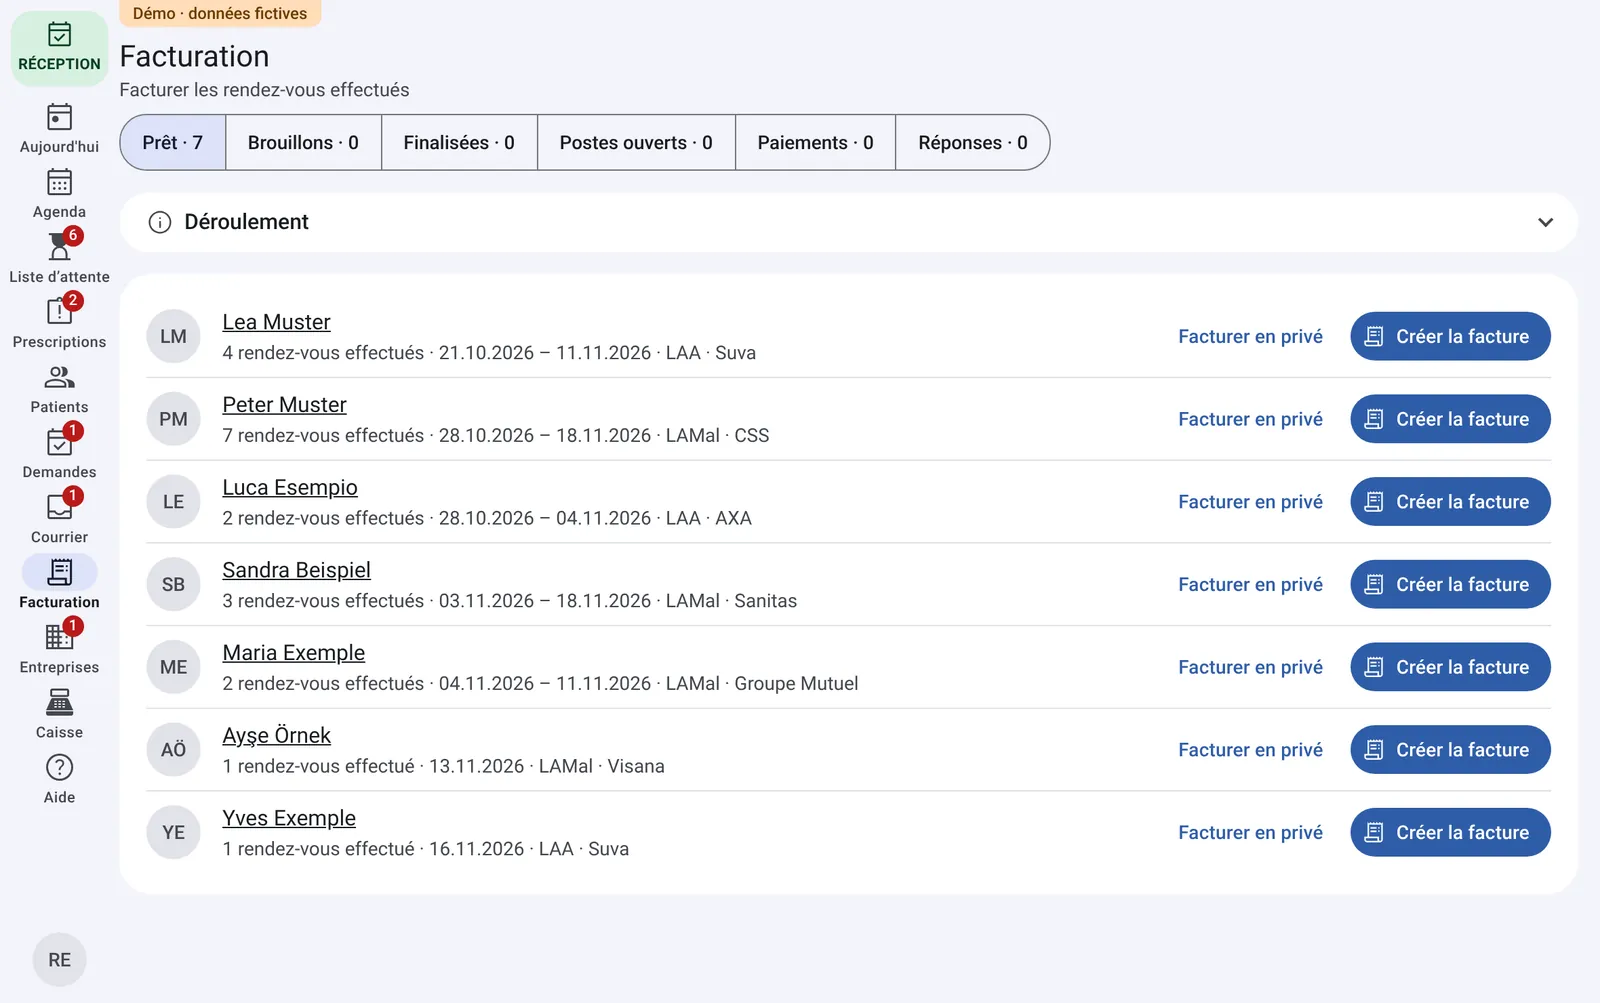 Démo · données fictives
RÉCEPTION
Facturation
Facturer les rendez-vous effectués
Aujourd'hui
Agenda
6
Liste d’attente
2
Prescriptions
Patients
1
Demandes
1
Courrier
Facturation
1
Entreprises
Caisse
Aide
RE
Prêt · 7
Brouillons · 0
Finalisées · 0
Postes ouverts · 0
Paiements · 0
Réponses · 0
Déroulement
LM
Lea Muster
4 rendez-vous effectués · 21.10.2026 – 11.11.2026 · LAA · Suva
Facturer en privé
Créer la facture
PM
Peter Muster
7 rendez-vous effectués · 28.10.2026 – 18.11.2026 · LAMal · CSS
Facturer en privé
Créer la facture
LE
Luca Esempio
2 rendez-vous effectués · 28.10.2026 – 04.11.2026 · LAA · AXA
Facturer en privé
Créer la facture
SB
Sandra Beispiel
3 rendez-vous effectués · 03.11.2026 – 18.11.2026 · LAMal · Sanitas
Facturer en privé
Créer la facture
ME
Maria Exemple
2 rendez-vous effectués · 04.11.2026 – 11.11.2026 · LAMal · Groupe Mutuel
Facturer en privé
Créer la facture
AÖ
Ayşe Örnek
1 rendez-vous effectué · 13.11.2026 · LAMal · Visana
Facturer en privé
Créer la facture
YE
Yves Exemple
1 rendez-vous effectué · 16.11.2026 · LAA · Suva
Facturer en privé
Créer la facture